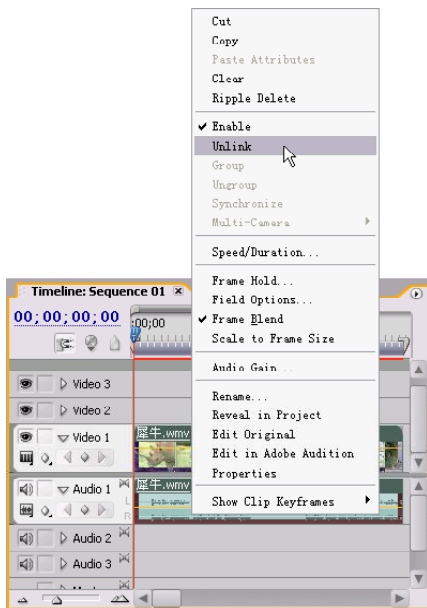 Cut
Copy
Paste Attributes
Clear
Ripple Delete
Enable
Unlink
Group
Ungroup
Synchronize
Multi-Camera
Speed/Duration...
Frame Hold...
Field Options...
Frame Blend
Scale to Frame Size
Audio Gain...
Rename...
Reveal in Project
Edit Original
Edit in Adobe Audition
Properties
Show Clip Keyframes
Timeline: Sequence 01
00;00;00;00
:00;00
Video 3
Video 2
Video 1
犀牛.wmv
Audio 1
犀牛.wmv
L
R
Audio 2
Audio 3